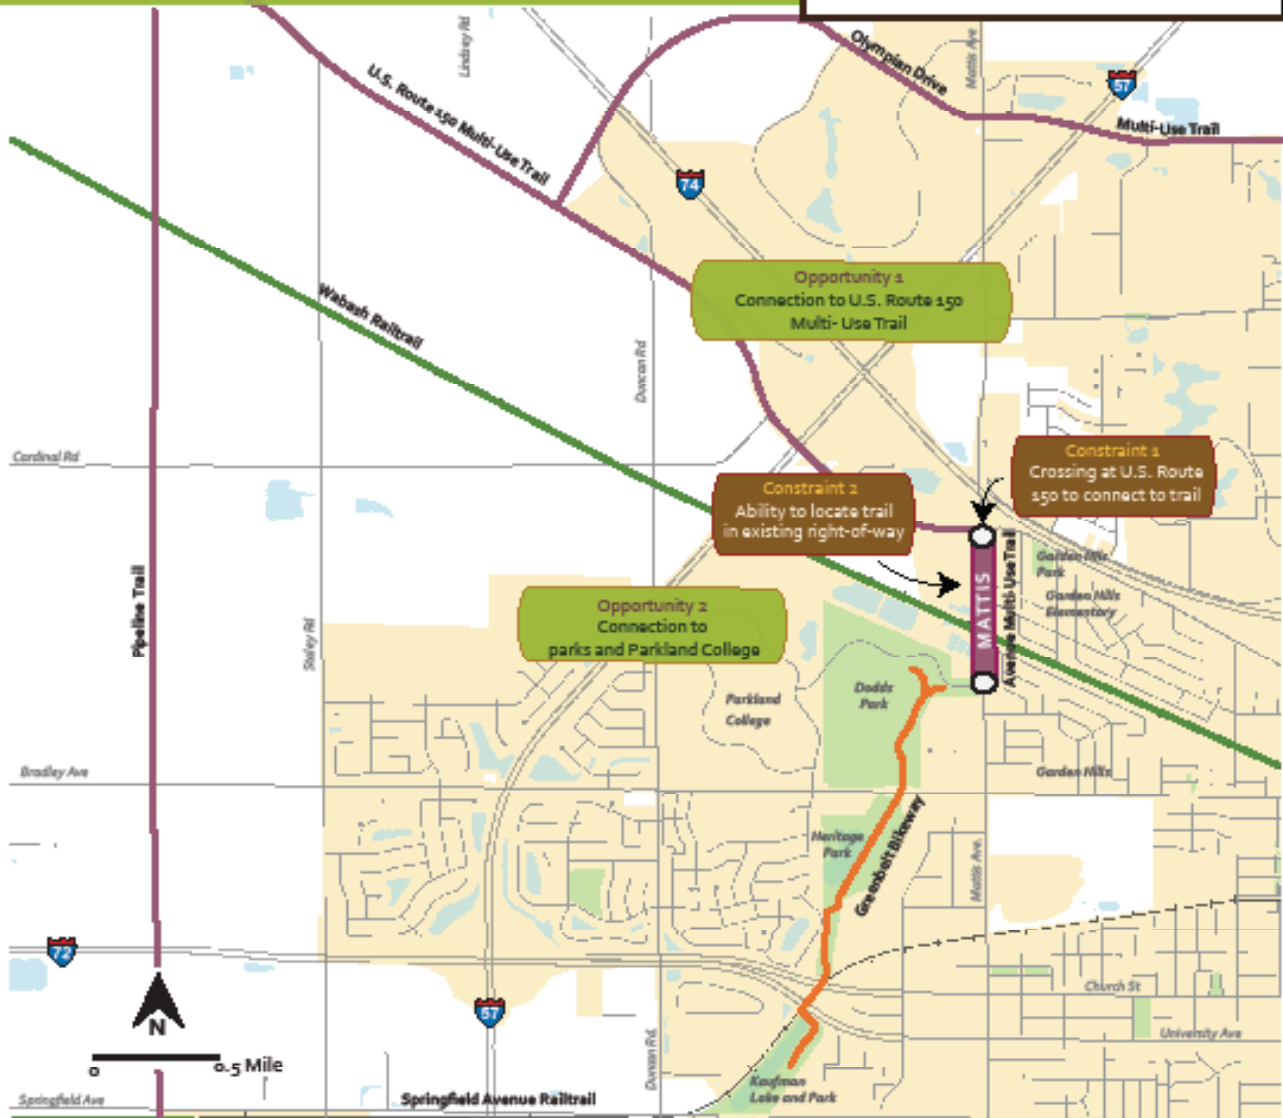 Lindsey Rd
Mattis Ave
Olympian Drive
57
Multi-Use Trail
U.S. Route 150 Multi-Use Trail
74
Opportunity 1
Connection to U.S. Route 150
Multi- Use Trail
Wabash Railtrail
Duncan Rd
Cardinal Rd
Constraint 1
Crossing at U.S. Route
150 to connect to trail
Constraint 2
Ability to locate trail
in existing right-of-way
Garden Hills
Park
Garden Hills
Elementary
MATTIS
Avenue Multi-Use Trail
Pipeline Trail
Staley Rd
Opportunity 2
Connection to
parks and Parkland College
Parkland
College
Dodds
Park
Bradley Ave
Garden Hills
Heritage
Park
Greenbelt Bikeway
Mattis Ave.
72
N
57
Church St
University Ave
0
0.5 Mile
Duncan Rd.
Kaufman
Lake and Park
Springfield Ave
Springfield Avenue Railtrail